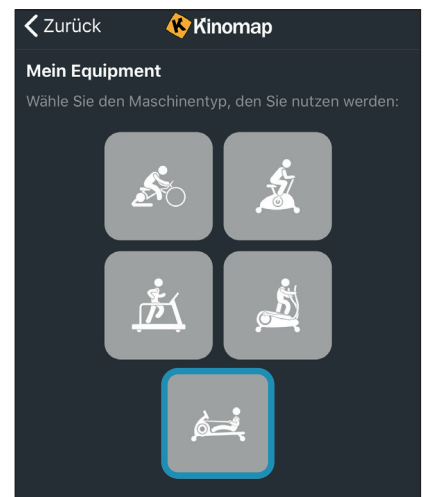 Zurück
Kinomap
Mein Equipment
Wähle Sie den Maschinentyp, den Sie nutzen werden: